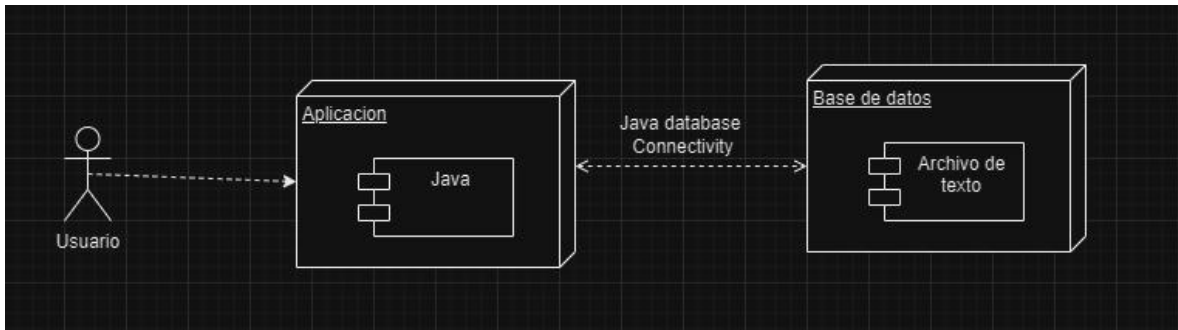 Aplicacion
Java
Usuario
Java database
Connectivity
Base de datos
Archivo de
texto